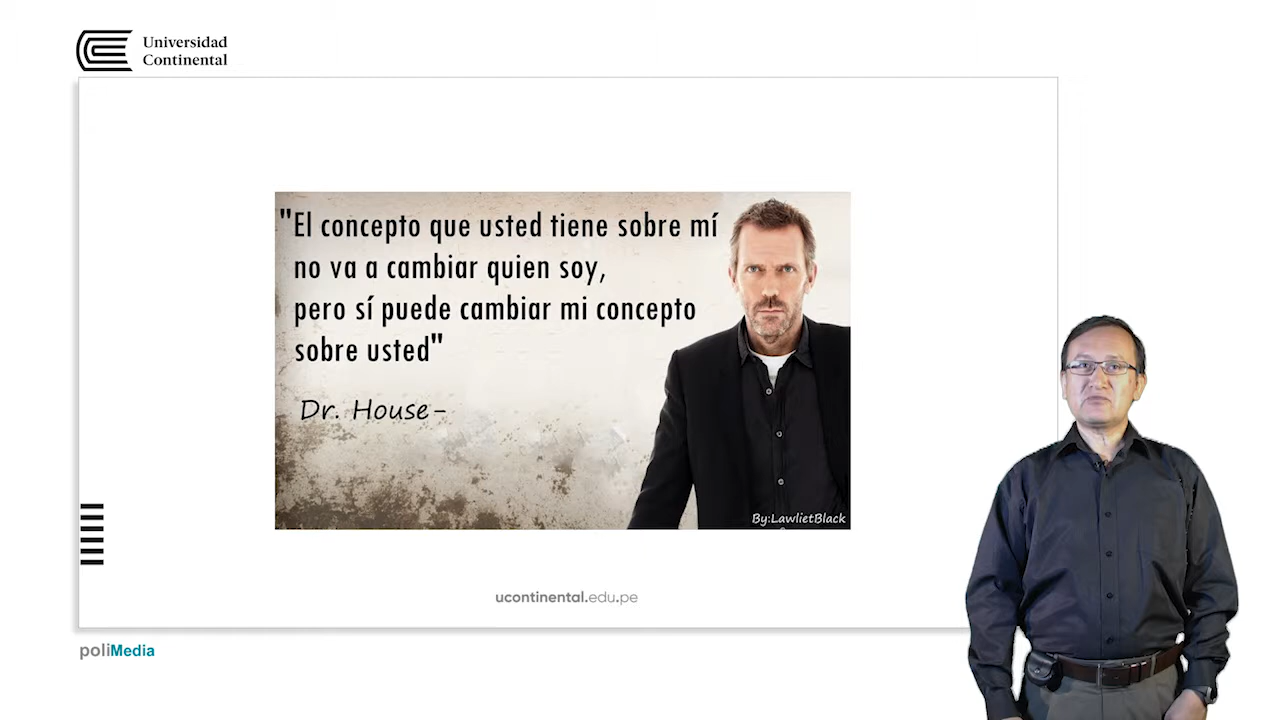 Universidad
Continental
"El concepto que usted tiene sobre mí
no va a cambiar quien soy,
pero sí puede cambiar mi concepto
sobre usted"
Dr. House-
By:LawlietBlack
ucontinental.edu.pe
poliMedia